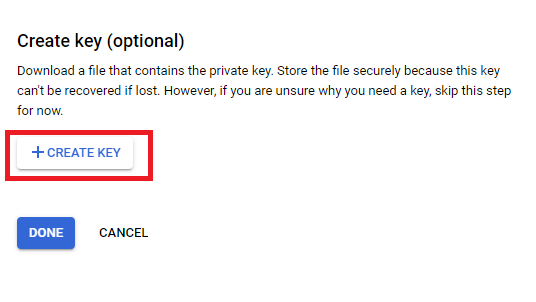 Create key (optional)
Download a file that contains the private key. Store the file securely because this key
can't be recovered if lost. However, if you are unsure why you need a key, skip this step
for now.
+ CREATE KEY
DONE CANCEL